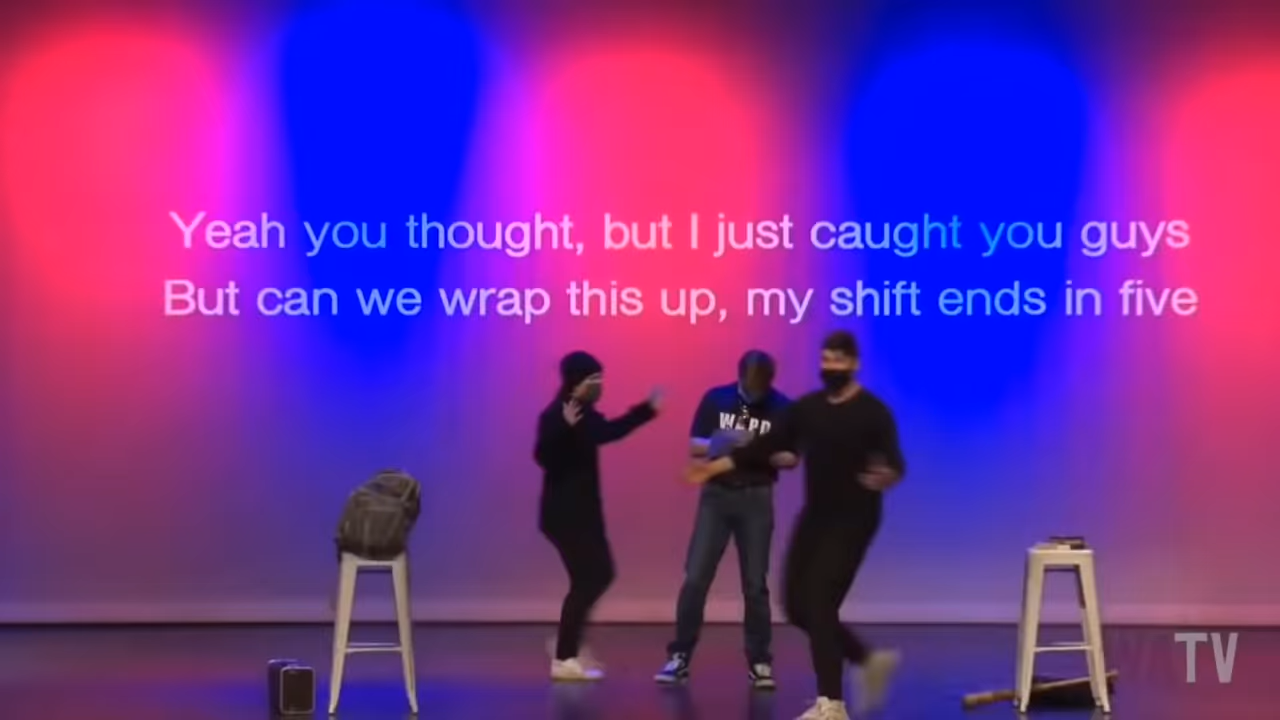 Yeah you thought, but I just caught you guys
But can we wrap this up, my shift ends in five
TV